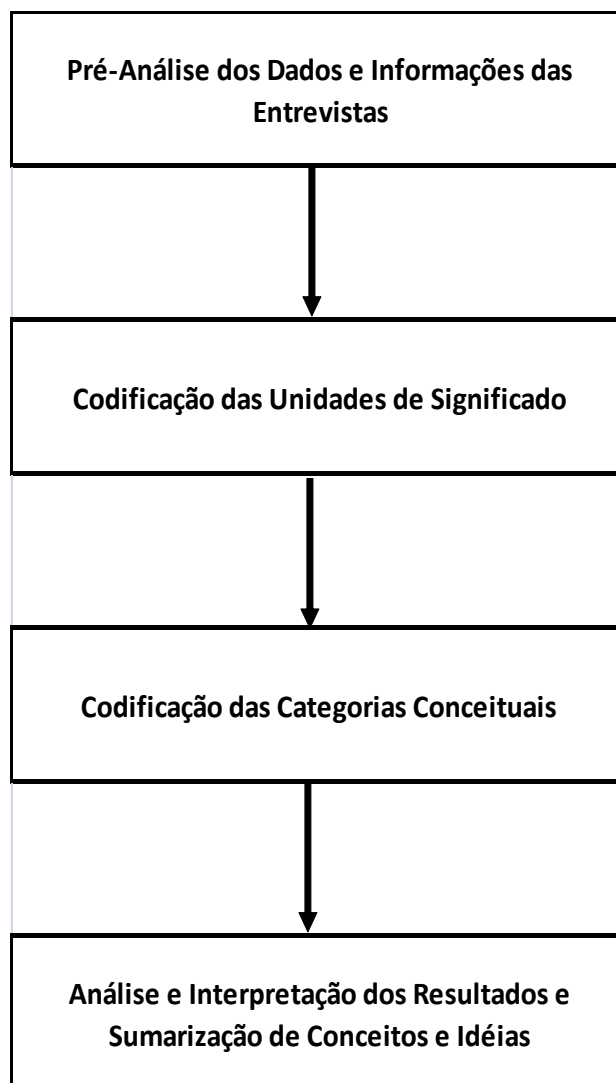 Pré-Análise dos Dados e Informações das
Entrevistas
Codificação das Unidades de Significado
Codificação das Categorias Conceituais
Análise e Interpretação dos Resultados e
Sumarização de Conceitos e Idéias